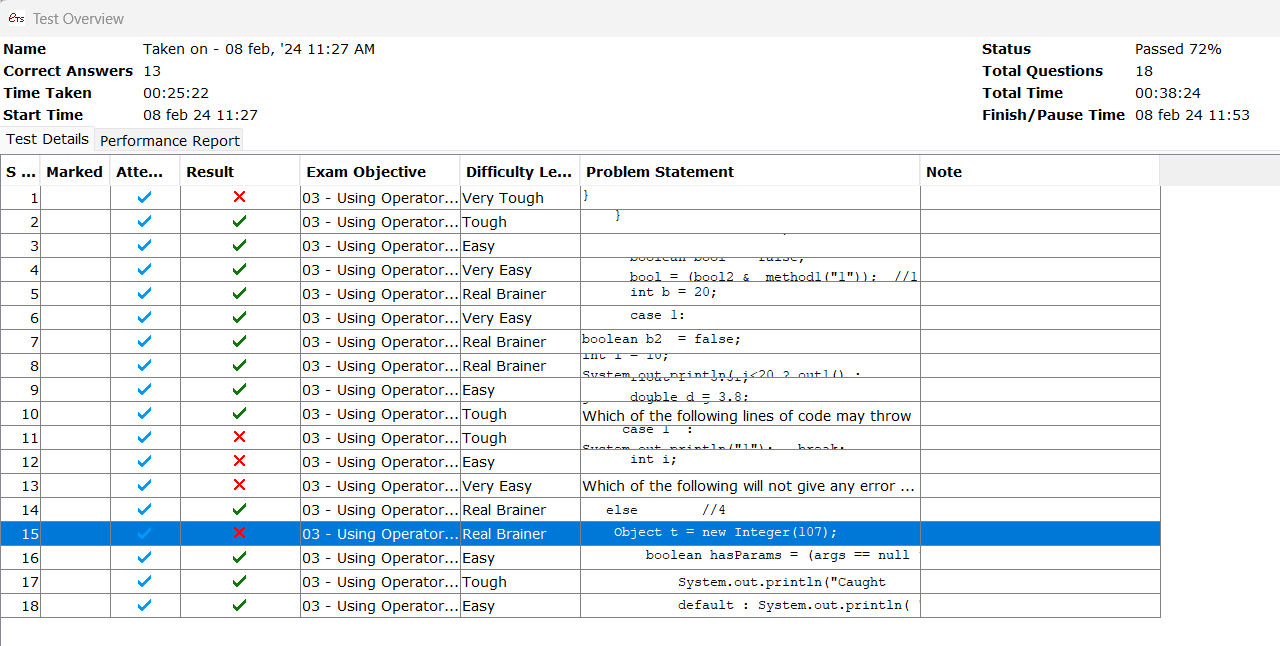 eTS Test Overview
Name Taken on - 08 feb, '24 11:27 AM Status Passed 72%
Correct Answers 13 Total Questions 18
Time Taken 00:25:22 Total Time 00:38:24
Start Time 08 feb 24 11:27 Finish/Pause Time 08 feb 24 11:53
Test Details Performance Report
S ... Marked Atte... Result Exam Objective Difficulty Le... Problem Statement Note
1 03 - Using Operator... Very Tough }
2 03 - Using Operator... Tough }
3 03 - Using Operator... Easy
4 03 - Using Operator... Very Easy boolean bool = false;
bool = (bool2 & method1("1")); //1
5 03 - Using Operator... Real Brainer int b = 20;
6 03 - Using Operator... Very Easy case 1:
7 03 - Using Operator... Real Brainer boolean b2 = false;
8 03 - Using Operator... Real Brainer int i = 10;
System.out.println( i<20 ? out1() :
9 03 - Using Operator... Easy double d = 3.8;
10 03 - Using Operator... Tough Which of the following lines of code may throw
11 03 - Using Operator... Tough case 1 :
System.out.println("1"); break;
12 03 - Using Operator... Easy int i;
13 03 - Using Operator... Very Easy Which of the following will not give any error ...
14 03 - Using Operator... Real Brainer else //4
15 03 - Using Operator... Real Brainer Object t = new Integer(107);
16 03 - Using Operator... Easy boolean hasParams = (args == null
17 03 - Using Operator... Tough System.out.println("Caught
18 03 - Using Operator... Easy default : System.out.println(